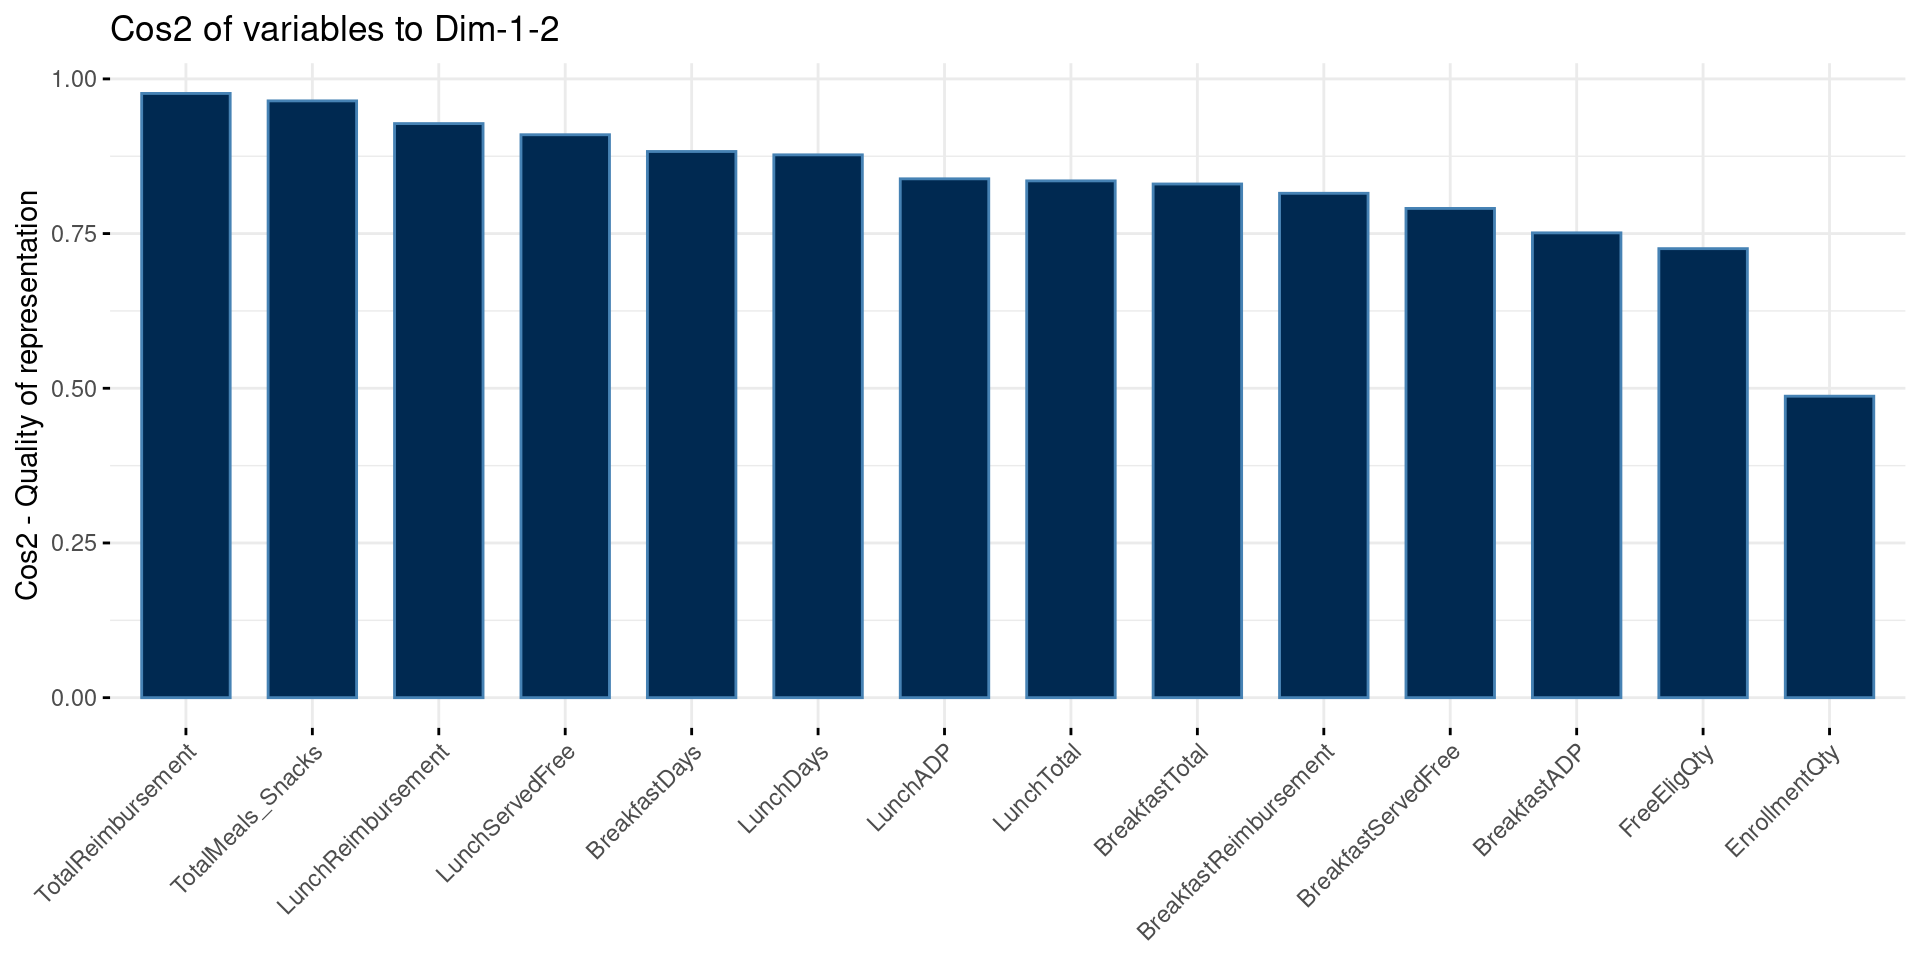 Cos2 of variables to Dim-1-2
Cos2 - Quality of representation
1.00
0.75
0.50
0.25
0.00
TotalReimbursement
TotalMeals_Snacks
LunchReimbursement
LunchServedFree
BreakfastDays
LunchDays
LunchADP
LunchTotal
BreakfastTotal
BreakfastReimbursement
BreakfastServedFree
BreakfastADP
FreeEligQty
EnrollmentQty